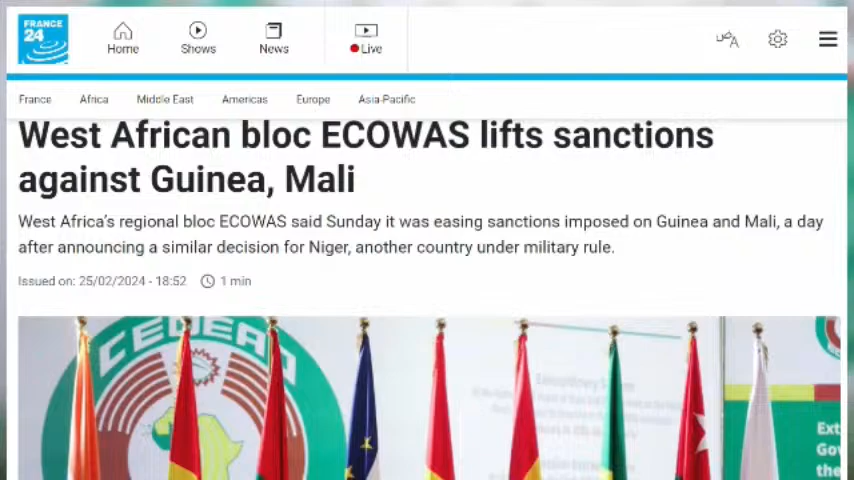 FRANCE
24
Home
Shows
News
Live
France
Africa
Middle East
Americas
Europe
Asia-Pacific
West African bloc ECOWAS lifts sanctions
against Guinea, Mali
West Africa's regional bloc ECOWAS said Sunday it was easing sanctions imposed on Guinea and Mali, a day
after announcing a similar decision for Niger, another country under military rule.
Issued on: 25/02/2024 - 18:52
1 min
CEDEAO
Ext
Gov
the